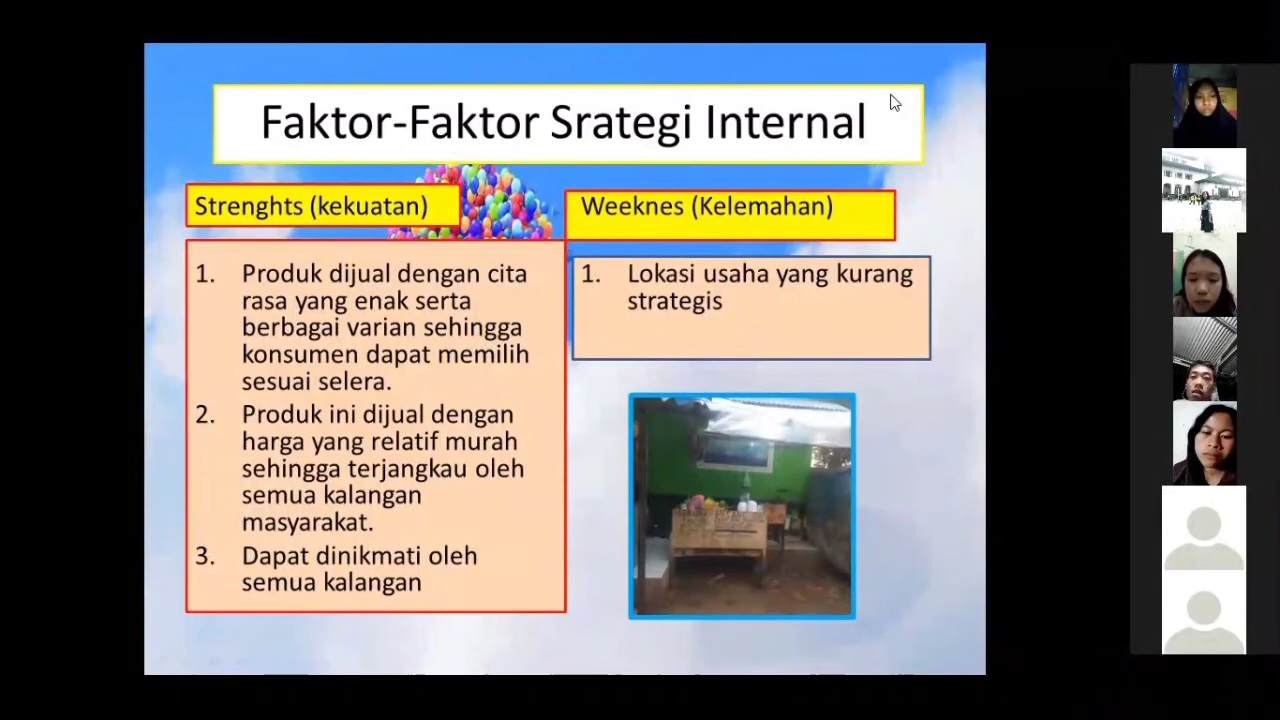 Faktor-Faktor Srategi Internal
Strenghts (kekuatan)
1. Produk dijual dengan cita
rasa yang enak serta
berbagai varian sehingga
konsumen dapat memilih
sesuai selera.
2. Produk ini dijual dengan
harga yang relatif murah
sehingga terjangkau oleh
semua kalangan
masyarakat.
3. Dapat dinikmati oleh
semua kalangan
Weeknes (Kelemahan)
1. Lokasi usaha yang kurang
strategis